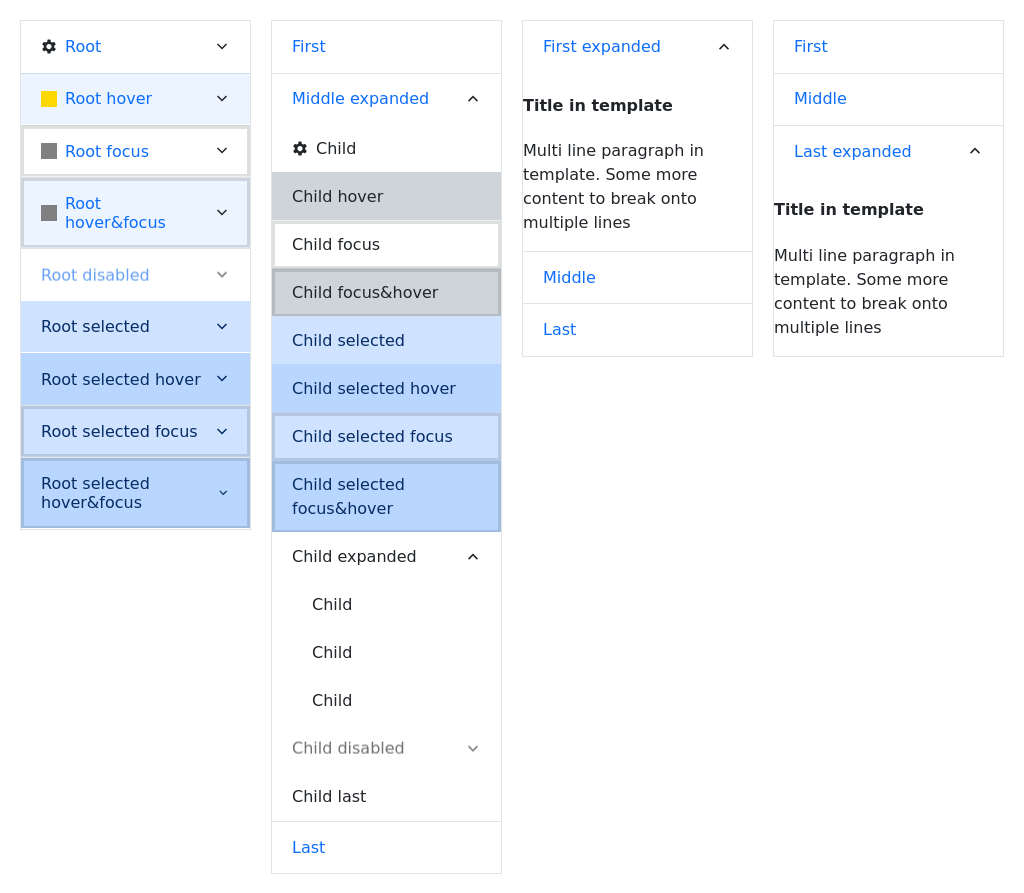 Root
Root hover
Root focus
Root
hover&focus
Root disabled
Root selected
Root selected hover
Root selected focus
Root selected
hover&focus
First
Middle expanded
Child
Child hover
Child focus
Child focus&hover
Child selected
Child selected hover
Child selected focus
Child selected
focus&hover
Child expanded
Child
Child
Child
Child disabled
Child last
Last
First expanded
Title in template
Multi line paragraph in
template. Some more
content to break onto
multiple lines
Middle
Last
First
Middle
Last expanded
Title in template
Multi line paragraph in
template. Some more
content to break onto
multiple lines